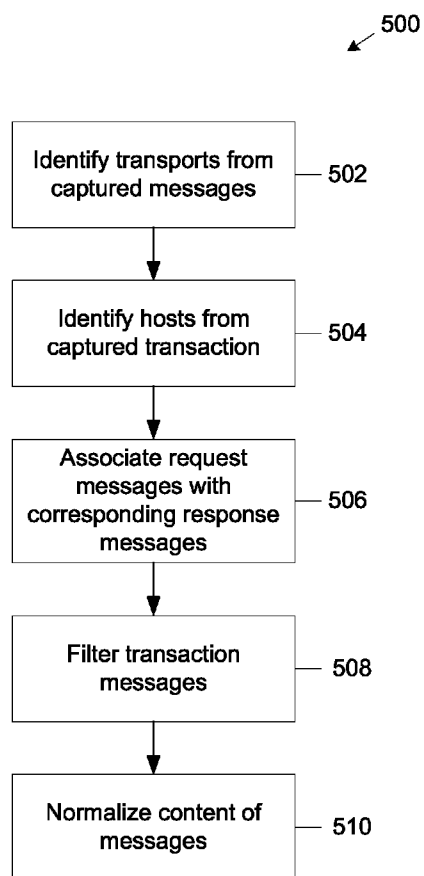 500
Identify transports from
captured messages
502
Identify hosts from
captured transaction
504
Associate request
messages with
corresponding response
messages
506
Filter transaction
messages
508
Normalize content of
messages
510